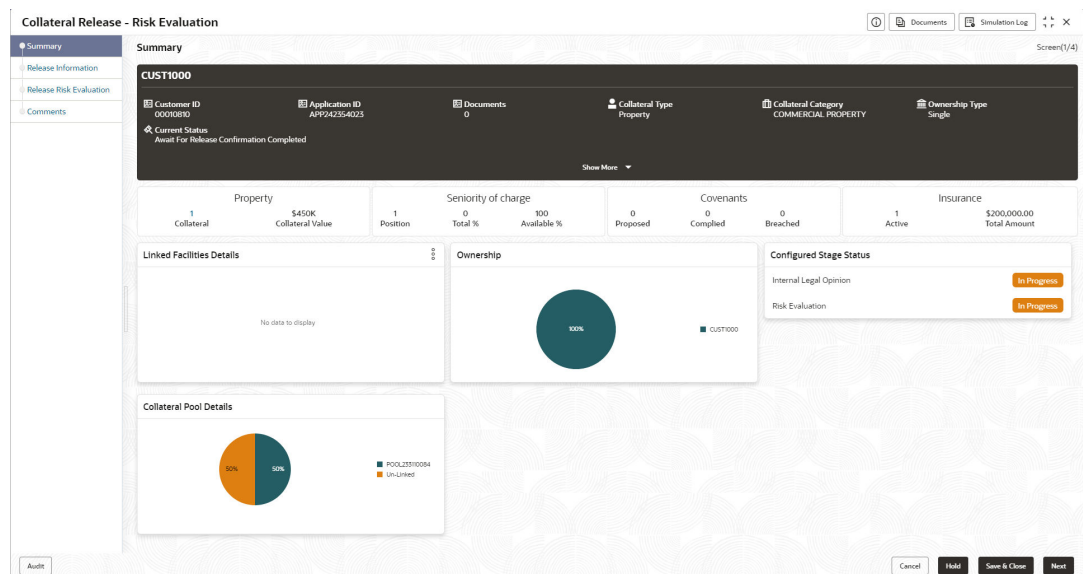 Collateral Release - Risk Evaluation
Documents
Simulation Log
Summary
Release Information
Release Risk Evaluation
Comments
Summary
Screen(1/4)
CUST1000
Customer ID
00010810
Application ID
APP242354023
Documents
0
Collateral Type
Property
Collateral Category
COMMERCIAL PROPERTY
Ownership Type
Single
Current Status
Await For Release Confirmation Completed
Show More
Property
1
Collateral
$450K
Collateral Value
Seniority of charge
1
Position
0
Total %
100
Available %
Covenants
0
Proposed
0
Complied
0
Breached
Insurance
1
Active
$200,000.00
Total Amount
Linked Facilities Details
No data to display
Ownership
100%
CUST1000
Configured Stage Status
Internal Legal Opinion
In Progress
Risk Evaluation
In Progress
Collateral Pool Details
50%
50%
POOL233110084
Un-Linked
Audit
Cancel
Hold
Save & Close
Next